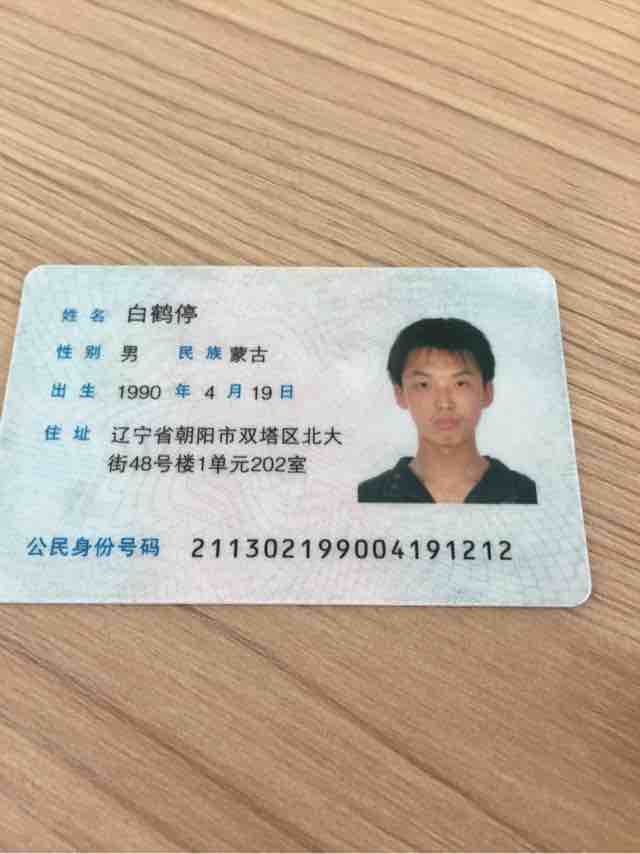 姓名 白鹤停
性别 男 民族 蒙古
出生 1990 年 4 月 19 日
住址 辽宁省朝阳市双塔区北大
街48号楼1单元202室
公民身份号码 211302199004191212